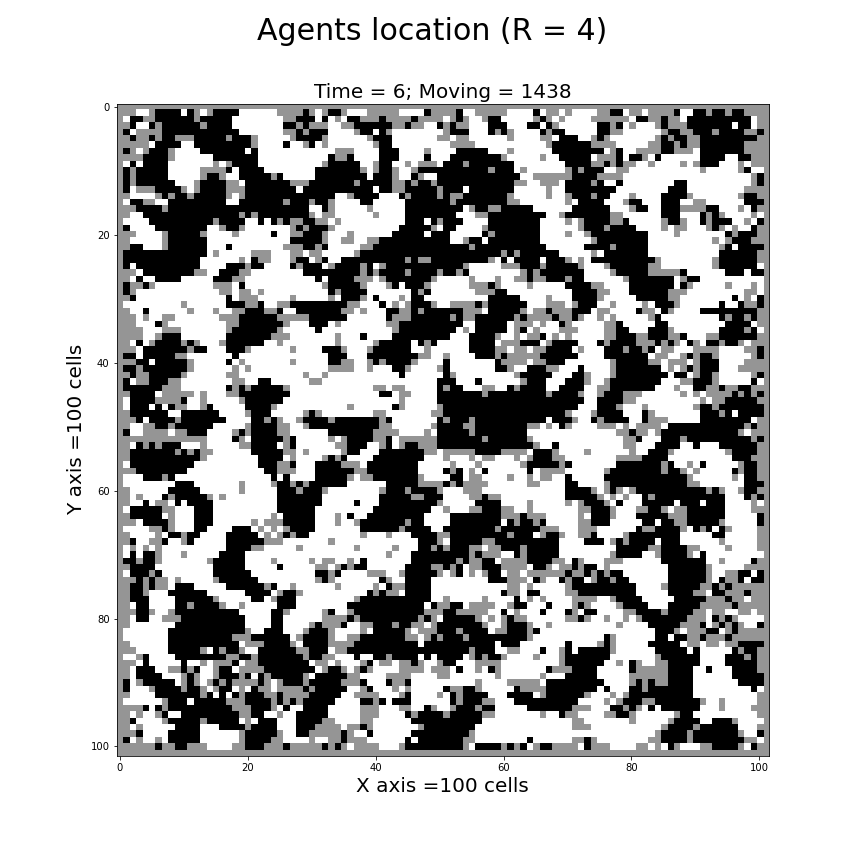 Agents location (R = 4)
Time = 6; Moving = 1438
0
20
40
60
80
100
Y axis =100 cells
0 20 40 60 80 100
X axis =100 cells